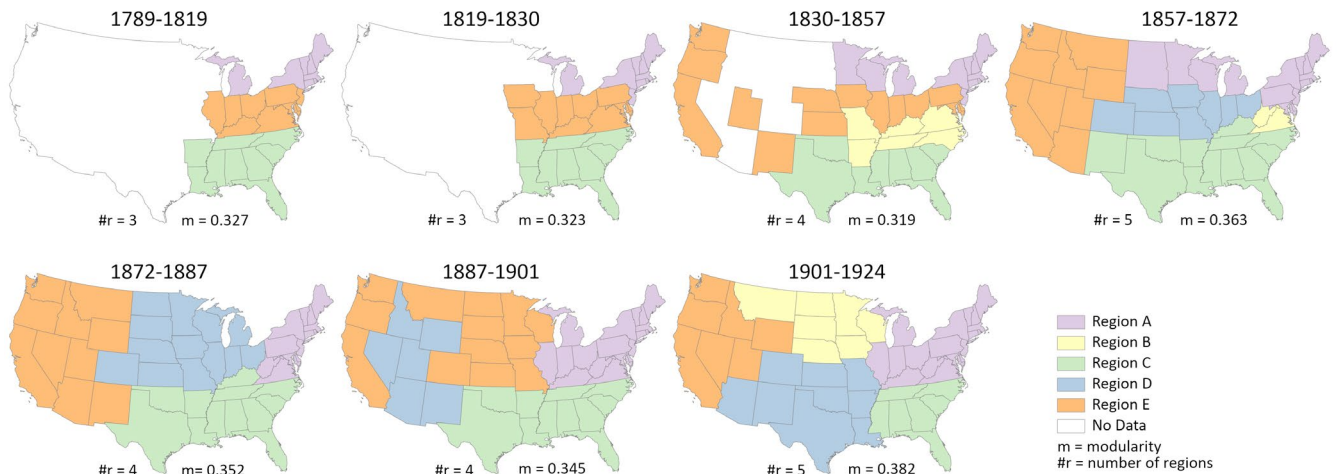 1789-1819
1819-1830
1830-1857
1857-1872
#r = 3 m = 0.327
#r = 3 m = 0.323
#r = 4 m = 0.319
#r = 5 m = 0.363
1872-1887
1887-1901
1901-1924
#r = 4 m = 0.352
#r = 4 m = 0.345
#r = 5 m = 0.382
Region A
Region B
Region C
Region D
Region E
No Data
m = modularity
#r = number of regions